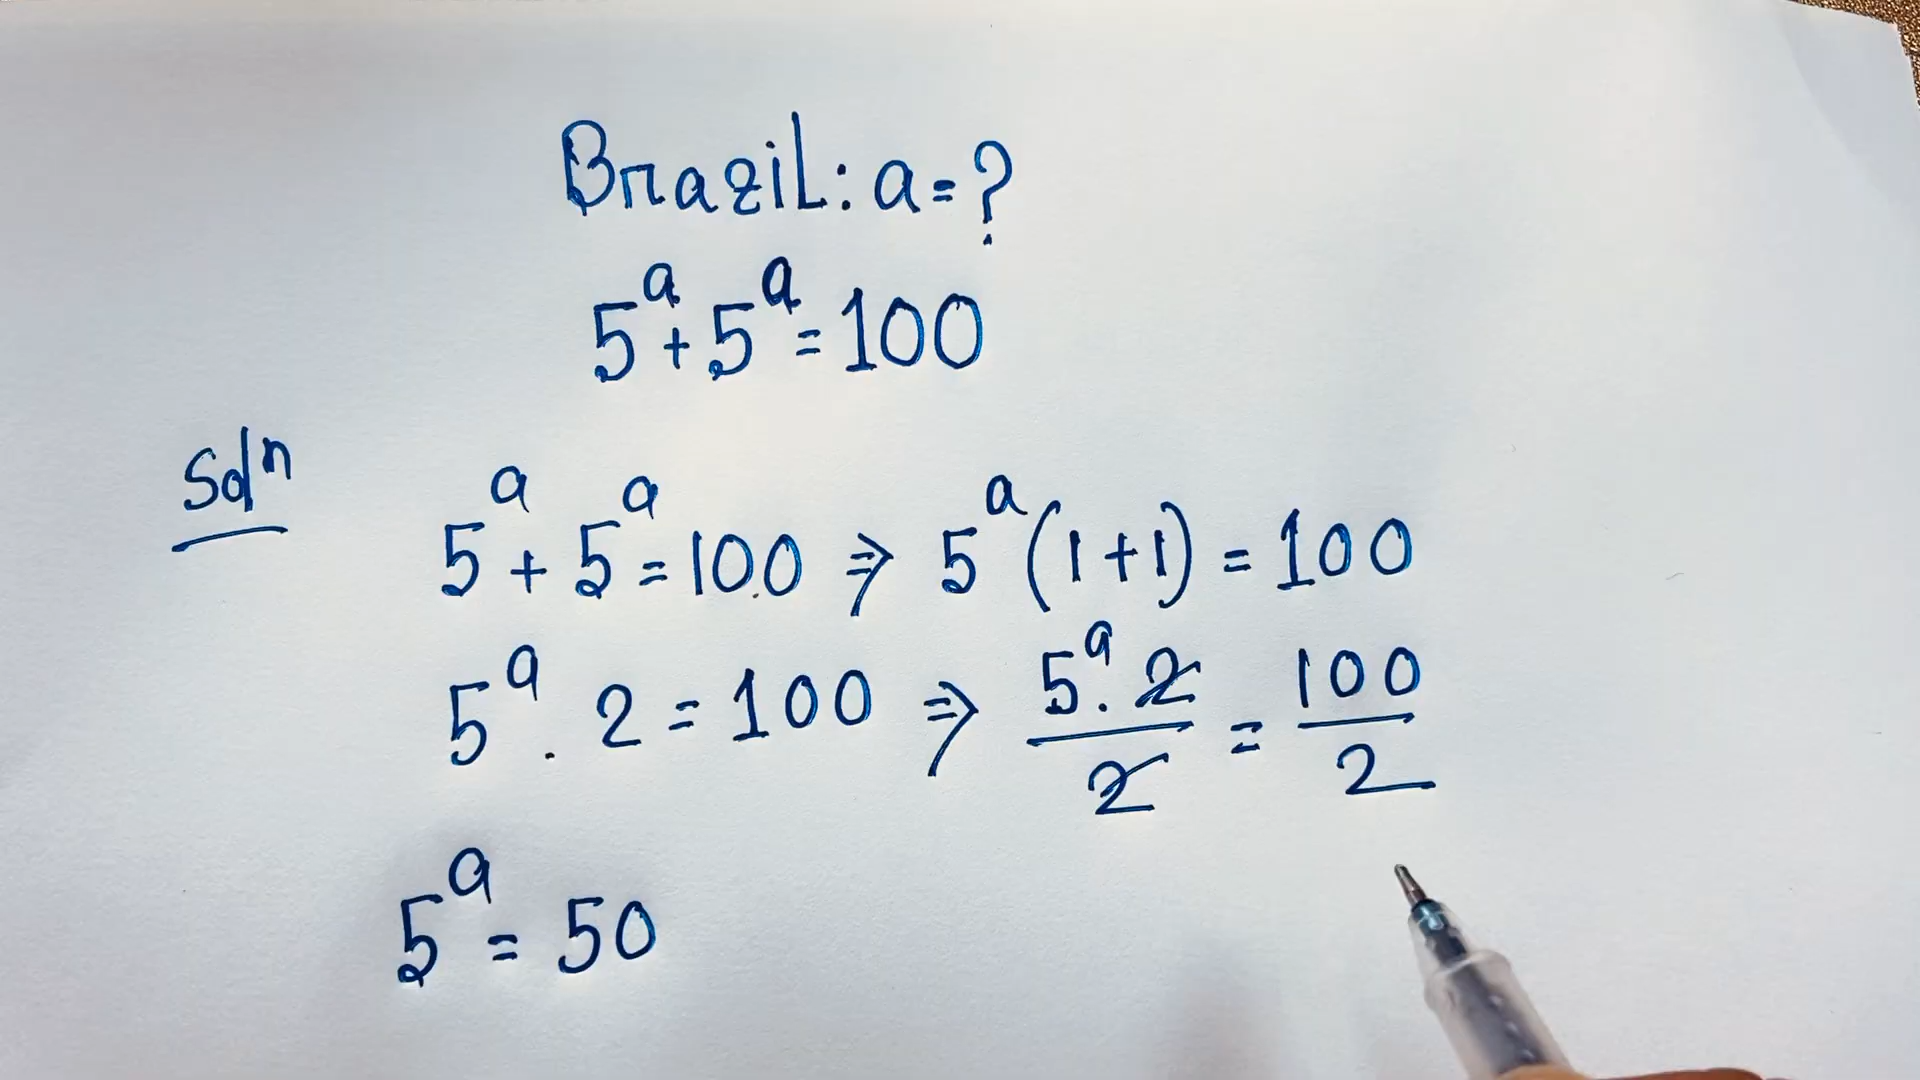 Brazil: a=?
5^a + 5^a = 100
Sol^n
5^a + 5^a = 100 ⇒ 5^a (1+1) = 100
5^a . 2 = 100 ⇒ 5^a . 2 / 2 = 100 / 2
5^a = 50